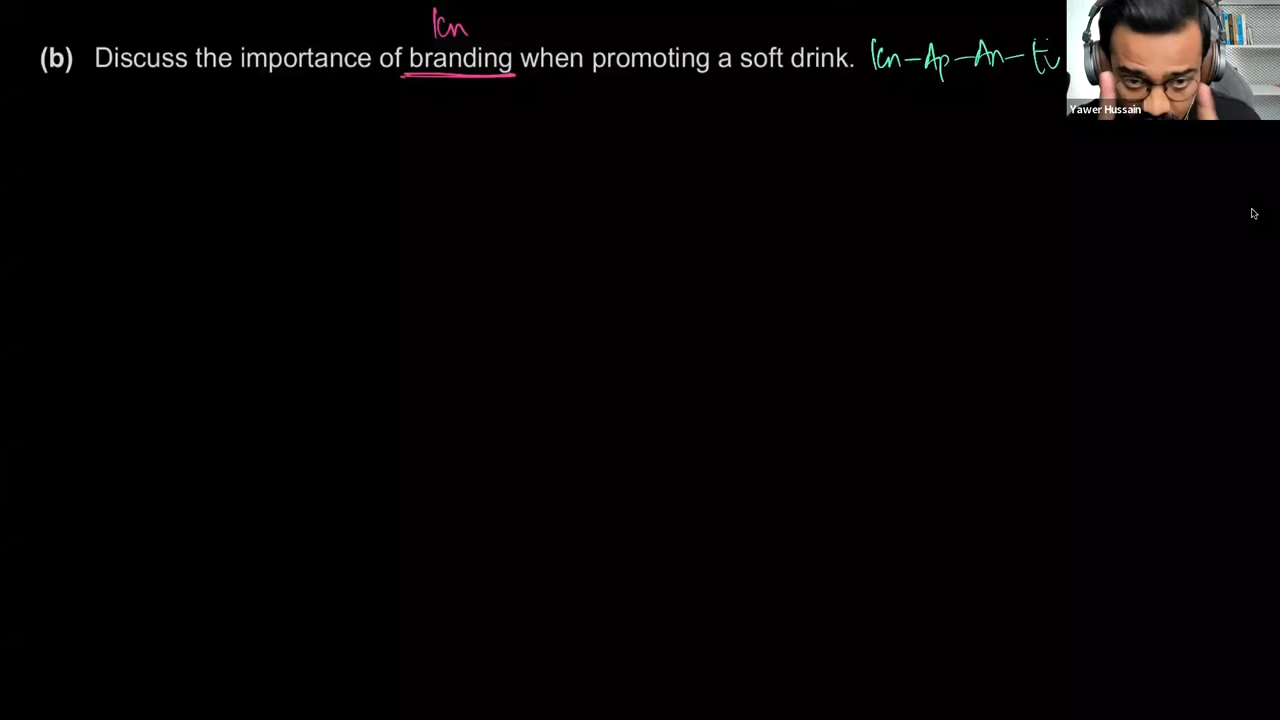 Kn
(b) Discuss the importance of branding when promoting a soft drink. Kn – Ap – An – Ev
Yawer Hussain